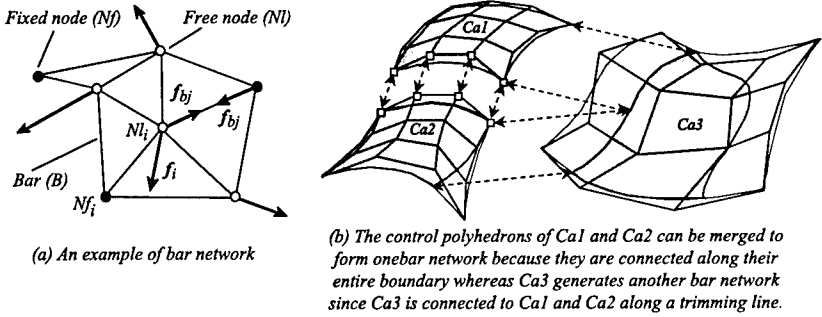 Fixed node (Nf)
Free node (Nl)
f_bj
f_bj
Nl_i
f_i
Bar (B)
Nf_i
(a) An example of bar network
Ca1
Ca2
Ca3
(b) The control polyhedrons of Ca1 and Ca2 can be merged to
form onebar network because they are connected along their
entire boundary whereas Ca3 generates another bar network
since Ca3 is connected to Ca1 and Ca2 along a trimming line.